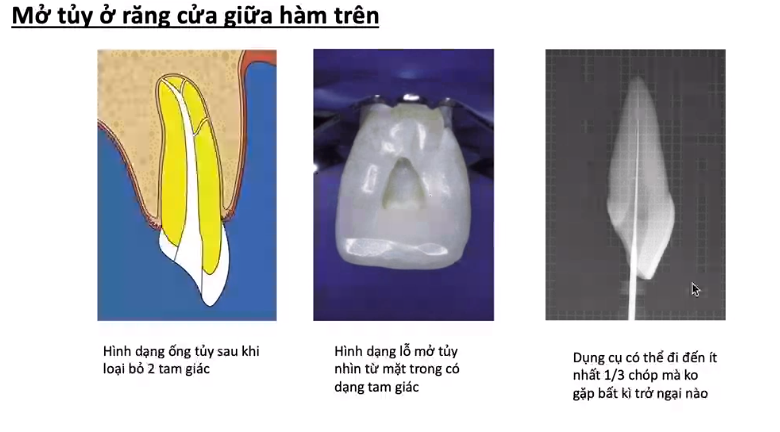 Mở tủy ở răng cửa giữa hàm trên
Hình dạng ống tủy sau khi
loại bỏ 2 tam giác
Hình dạng lỗ mở tủy
nhìn từ mặt trong có
dạng tam giác
Dụng cụ có thể đi đến ít
nhất 1/3 chóp mà ko
gặp bất kì trở ngại nào